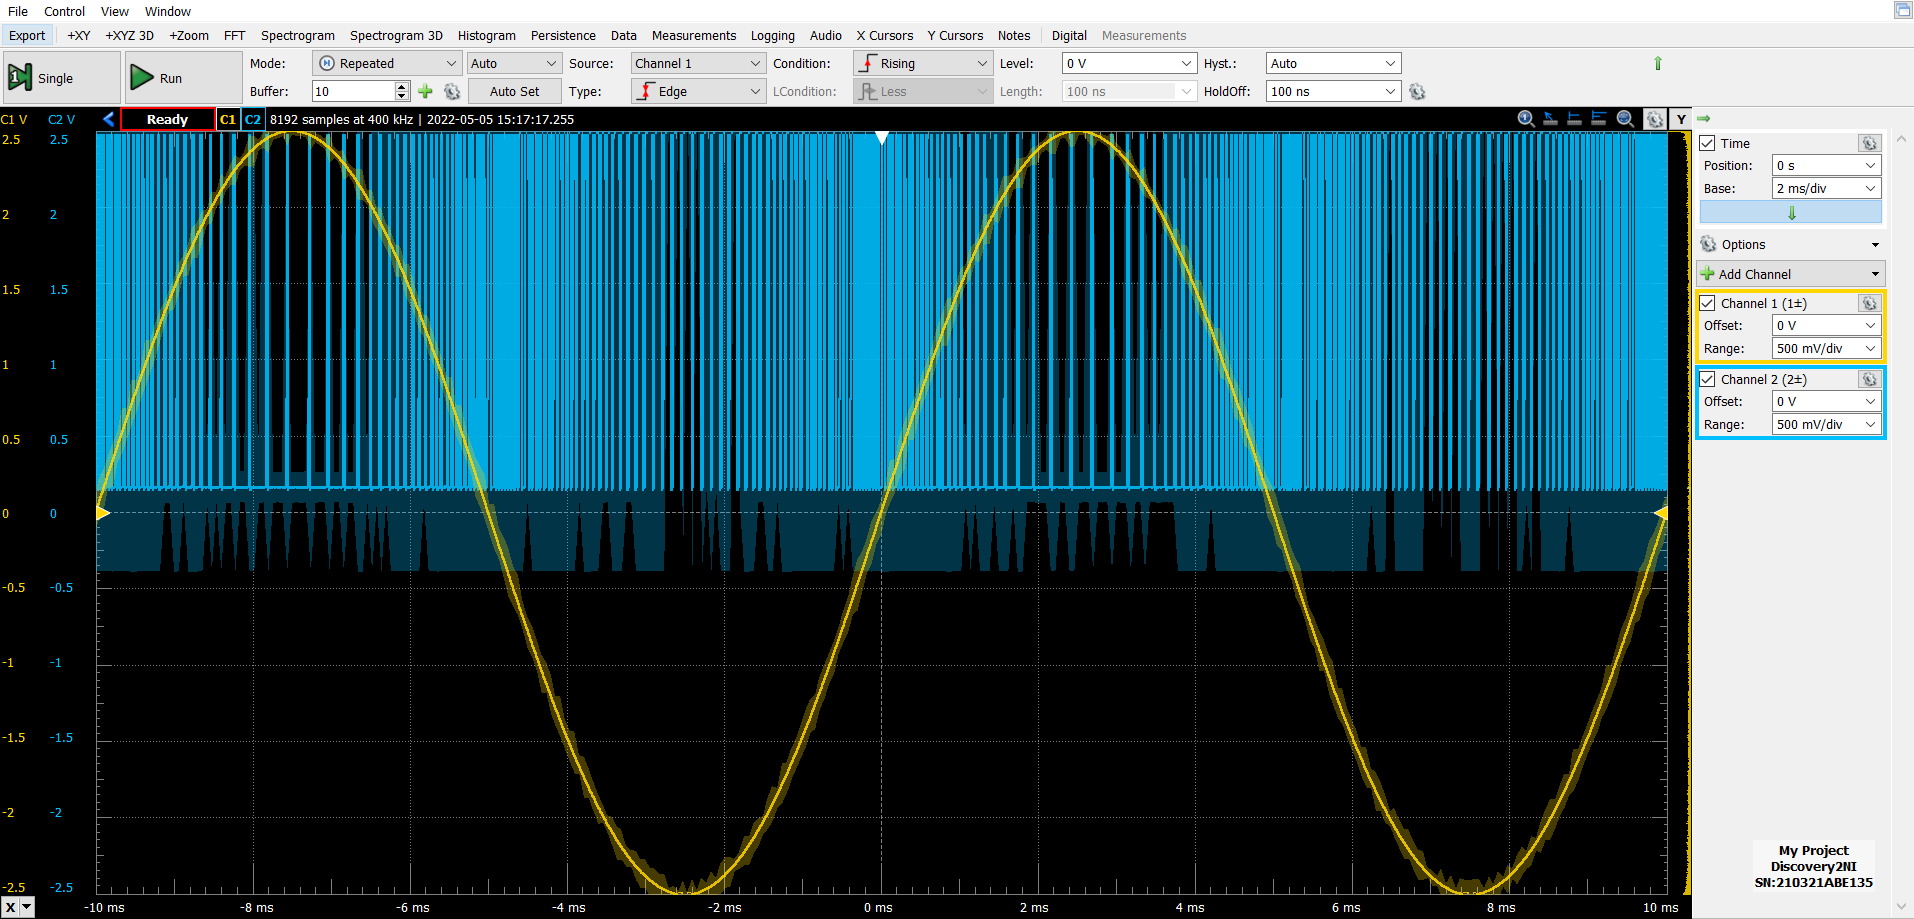 File Control View Window
Export +XY +XYZ 3D +Zoom FFT Spectrogram Spectrogram 3D Histogram Persistence Data Measurements Logging Audio X Cursors Y Cursors Notes Digital Measurements
Single Run Mode: Repeated Auto Source: Channel 1 Condition: Rising Level: 0 V Hyst.: Auto
Buffer: 10 Auto Set Type: Edge LCondition: Less Length: 100 ns HoldOff: 100 ns
C1 V C2 V Ready C1 C2 8192 samples at 400 kHz | 2022-05-05 15:17:17.255 Y
2.5 2.5
2 2
1.5 1.5
1 1
0.5 0.5
0 0
-0.5 -0.5
-1 -1
-1.5 -1.5
-2 -2
-2.5 -2.5
X -10 ms -8 ms -6 ms -4 ms -2 ms 0 ms 2 ms 4 ms 6 ms 8 ms 10 ms
Time
Position: 0 s
Base: 2 ms/div
Options
Add Channel
Channel 1 (1±)
Offset: 0 V
Range: 500 mV/div
Channel 2 (2±)
Offset: 0 V
Range: 500 mV/div
My Project
Discovery2NI
SN:210321ABE135